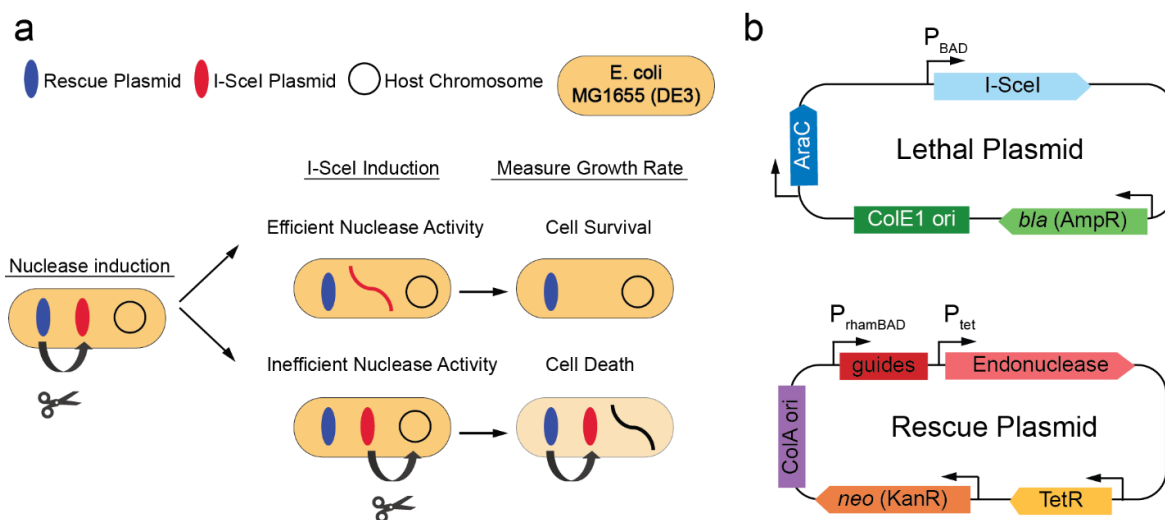 a
Rescue Plasmid
I-SceI Plasmid
Host Chromosome
E. coli
MG1655 (DE3)
I-SceI Induction
Measure Growth Rate
Efficient Nuclease Activity
Cell Survival
Nuclease induction
Inefficient Nuclease Activity
Cell Death
b
PBAD
I-SceI
AraC
Lethal Plasmid
ColE1 ori
bla (AmpR)
PrhamBAD
Ptet
guides
Endonuclease
ColA ori
Rescue Plasmid
neo (KanR)
TetR